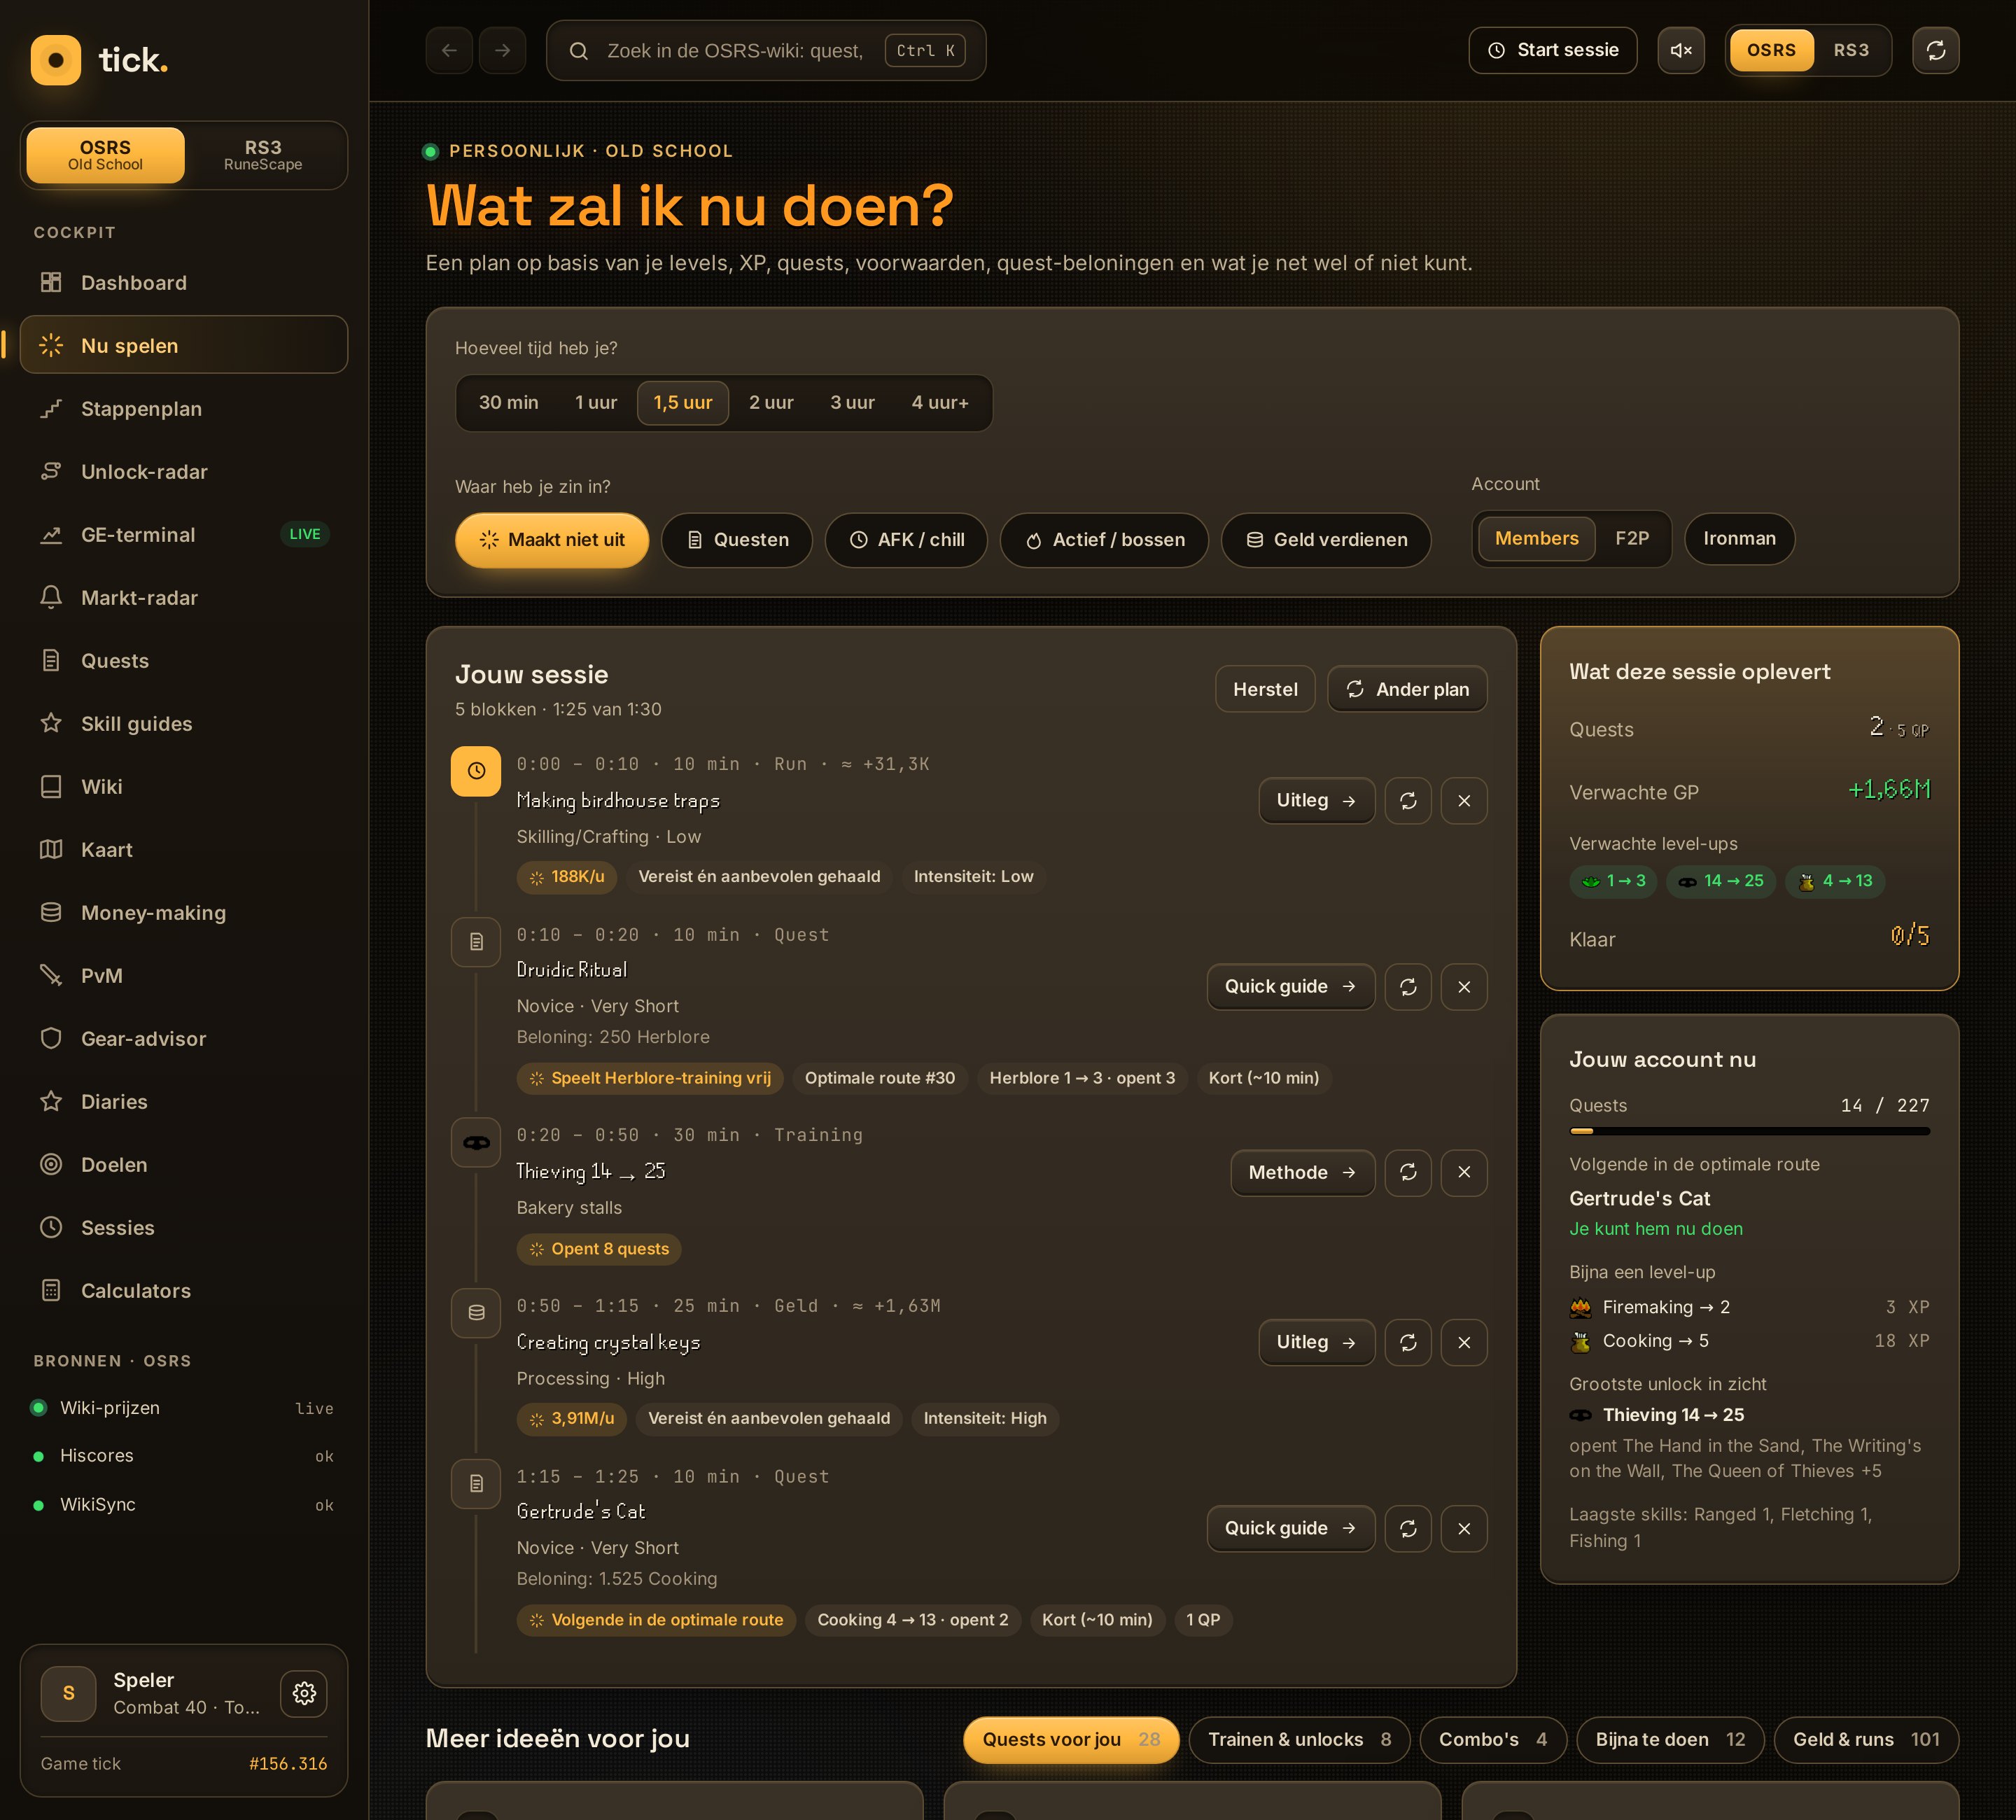 tick.
OSRS
Old School
RS3
RuneScape
COCKPIT
Dashboard
Nu spelen
Stappenplan
Unlock-radar
GE-terminal LIVE
Markt-radar
Quests
Skill guides
Wiki
Kaart
Money-making
PvM
Gear-advisor
Diaries
Doelen
Sessies
Calculators
BRONNEN · OSRS
Wiki-prijzen live
Hiscores ok
WikiSync ok
S
Speler
Combat 40 · To...
Game tick #156.316
Zoek in de OSRS-wiki: quest, Ctrl K
Start sessie
OSRS RS3
PERSOONLIJK · OLD SCHOOL
Wat zal ik nu doen?
Een plan op basis van je levels, XP, quests, voorwaarden, quest-beloningen en wat je net wel of niet kunt.
Hoeveel tijd heb je?
30 min 1 uur 1,5 uur 2 uur 3 uur 4 uur+
Waar heb je zin in?
Maakt niet uit Questen AFK / chill Actief / bossen Geld verdienen
Account
Members F2P Ironman
Jouw sessie
5 blokken · 1:25 van 1:30
Herstel Ander plan
0:00 – 0:10 · 10 min · Run · ≈ +31,3K
Making birdhouse traps
Skilling/Crafting · Low
188K/u Vereist én aanbevolen gehaald Intensiteit: Low
Uitleg →
0:10 – 0:20 · 10 min · Quest
Druidic Ritual
Novice · Very Short
Beloning: 250 Herblore
Speelt Herblore-training vrij Optimale route #30 Herblore 1 → 3 · opent 3 Kort (~10 min)
Quick guide →
0:20 – 0:50 · 30 min · Training
Thieving 14 → 25
Bakery stalls
Opent 8 quests
Methode →
0:50 – 1:15 · 25 min · Geld · ≈ +1,63M
Creating crystal keys
Processing · High
3,91M/u Vereist én aanbevolen gehaald Intensiteit: High
Uitleg →
1:15 – 1:25 · 10 min · Quest
Gertrude's Cat
Novice · Very Short
Beloning: 1.525 Cooking
Volgende in de optimale route Cooking 4 → 13 · opent 2 Kort (~10 min) 1 QP
Quick guide →
Wat deze sessie oplevert
Quests 2 · 5 QP
Verwachte GP +1,66M
Verwachte level-ups
1 → 3 14 → 25 4 → 13
Klaar 0/5
Jouw account nu
Quests 14 / 227
Volgende in de optimale route
Gertrude's Cat
Je kunt hem nu doen
Bijna een level-up
Firemaking → 2 3 XP
Cooking → 5 18 XP
Grootste unlock in zicht
Thieving 14 → 25
opent The Hand in the Sand, The Writing's
on the Wall, The Queen of Thieves +5
Laagste skills: Ranged 1, Fletching 1,
Fishing 1
Meer ideeën voor jou
Quests voor jou 28 Trainen & unlocks 8 Combo's 4 Bijna te doen 12 Geld & runs 101